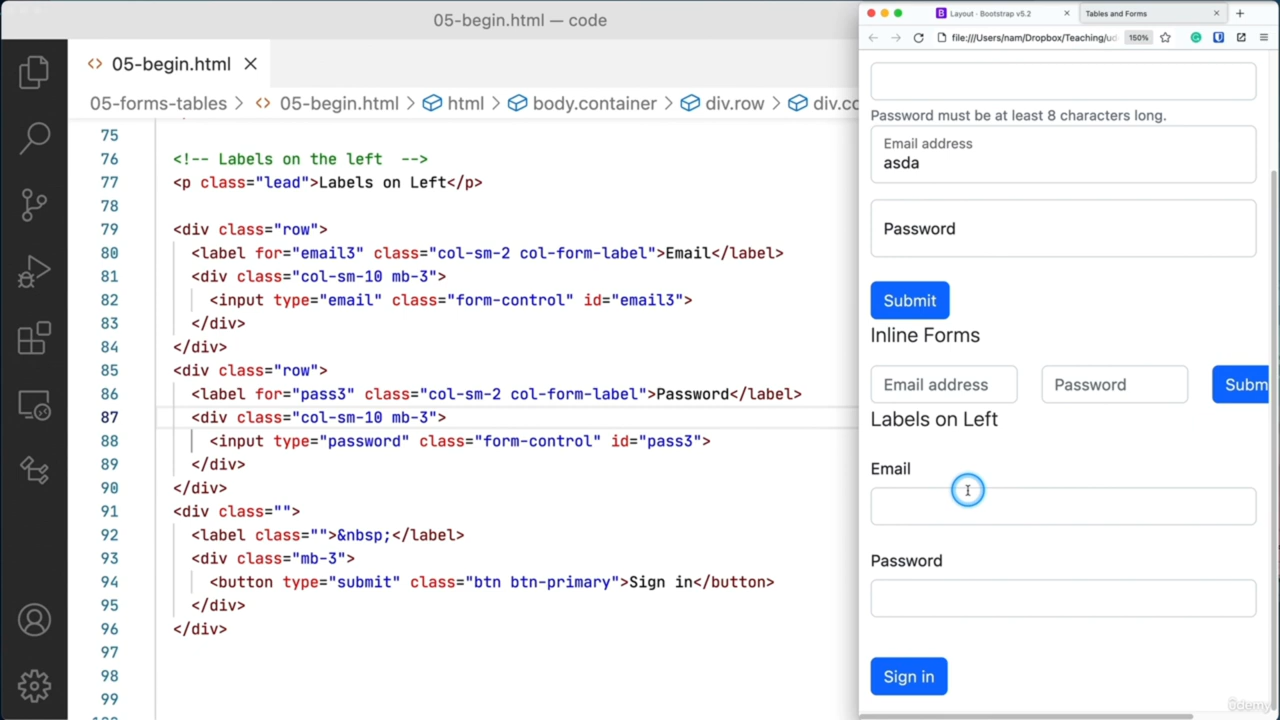 05-begin.html — code
05-begin.html
05-forms-tables > 05-begin.html > html > body.container > div.row > div.co
75
76 <!-- Labels on the left -->
77 <p class="lead">Labels on Left</p>
78
79 <div class="row">
80 <label for="email3" class="col-sm-2 col-form-label">Email</label>
81 <div class="col-sm-10 mb-3">
82 <input type="email" class="form-control" id="email3">
83 </div>
84 </div>
85 <div class="row">
86 <label for="pass3" class="col-sm-2 col-form-label">Password</label>
87 <div class="col-sm-10 mb-3">
88 <input type="password" class="form-control" id="pass3">
89 </div>
90 </div>
91 <div class="">
92 <label class="">&nbsp;</label>
93 <div class="mb-3">
94 <button type="submit" class="btn btn-primary">Sign in</button>
95 </div>
96 </div>
97
98
99
Layout · Bootstrap v5.2
Tables and Forms
file:///Users/nam/Dropbox/Teaching/ud
150%
Password must be at least 8 characters long.
Email address
asda
Password
Submit
Inline Forms
Email address Password Subm
Labels on Left
Email
Password
Sign in
ûdemy